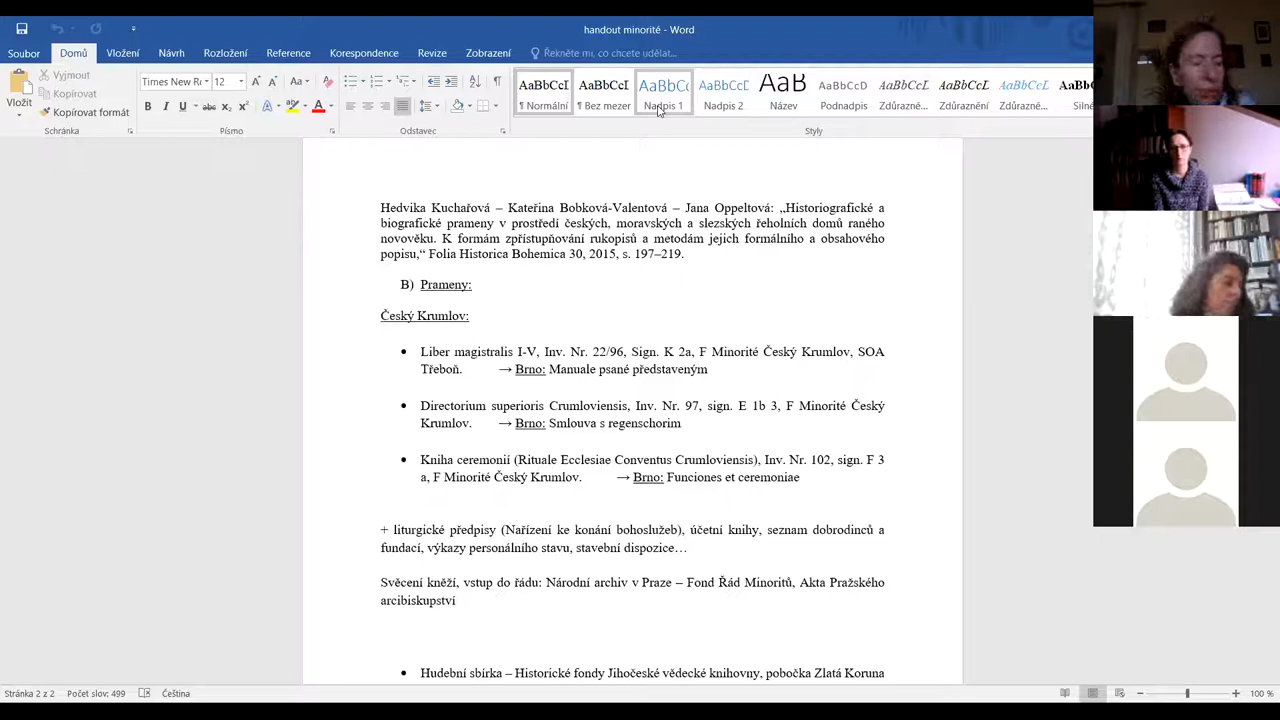 handout minorité - Word
Soubor Domů Vložení Návrh Rozložení Reference Korespondence Revize Zobrazení Řekněte mi, co chcete udělat...
Vložit
Vyjmout
Kopírovat
Kopírovat formát
Schránka
Times New R 12
Písmo
Odstavec
AaBbCcI AaBbCcI AaBbC AaBbCcD AaB AaBbCcD AaBbCcL AaBbCcL AaBbCcL
¶ Normální ¶ Bez mezer Nadpis 1 Nadpis 2 Název Podnadpis Zdůrazně... Zdůraznění Zdůrazně... Silné
Styly
Hedvika Kuchařová – Kateřina Bobková-Valentová – Jana Oppeltová: „Historiografické a
biografické prameny v prostředí českých, moravských a slezských řeholních domů raného
novověku. K formám zpřístupňování rukopisů a metodám jejich formálního a obsahového
popisu,“ Folia Historica Bohemica 30, 2015, s. 197–219.
B) Prameny:
Český Krumlov:
• Liber magistralis I-V, Inv. Nr. 22/96, Sign. K 2a, F Minorité Český Krumlov, SOA
Třeboň. → Brno: Manuale psané představeným
• Directorium superioris Crumloviensis, Inv. Nr. 97, sign. E 1b 3, F Minorité Český
Krumlov. → Brno: Smlouva s regenschorim
• Kniha ceremonií (Rituale Ecclesiae Conventus Crumloviensis), Inv. Nr. 102, sign. F 3
a, F Minorité Český Krumlov. → Brno: Funciones et ceremoniae
+ liturgické předpisy (Nařízení ke konání bohoslužeb), účetní knihy, seznam dobrodinců a
fundací, výkazy personálního stavu, stavební dispozice…
Svěcení kněží, vstup do řádu: Národní archiv v Praze – Fond Řád Minoritů, Akta Pražského
arcibiskupství
• Hudební sbírka – Historické fondy Jihočeské vědecké knihovny, pobočka Zlatá Koruna
Stránka 2 z 2 Počet slov: 499 Čeština 100 %